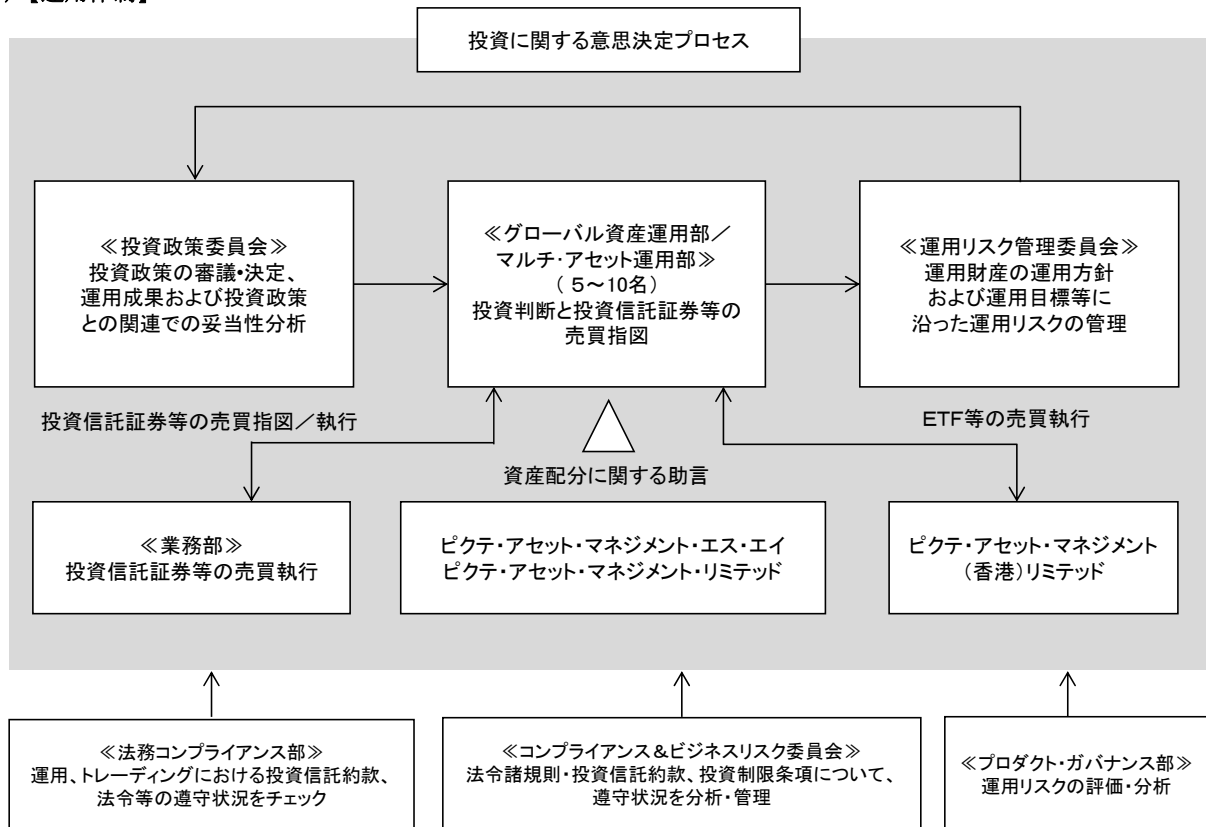 投資に関する意思決定プロセス
≪投資政策委員会≫
投資政策の審議・決定、
運用成果および投資政策
との関連での妥当性分析
≪グローバル資産運用部／
マルチ・アセット運用部≫
（５～10名）
投資判断と投資信託証券等の
売買指図
≪運用リスク管理委員会≫
運用財産の運用方針
および運用目標等に
沿った運用リスクの管理
投資信託証券等の売買指図／執行
ETF等の売買執行
資産配分に関する助言
≪業務部≫
投資信託証券等の売買執行
ピクテ・アセット・マネジメント・エス・エイ
ピクテ・アセット・マネジメント・リミテッド
ピクテ・アセット・マネジメント
（香港）リミテッド
≪法務コンプライアンス部≫
運用、トレーディングにおける投資信託約款、
法令等の遵守状況をチェック
≪コンプライアンス＆ビジネスリスク委員会≫
法令諸規則・投資信託約款、投資制限条項について、
遵守状況を分析・管理
≪プロダクト・ガバナンス部≫
運用リスクの評価・分析